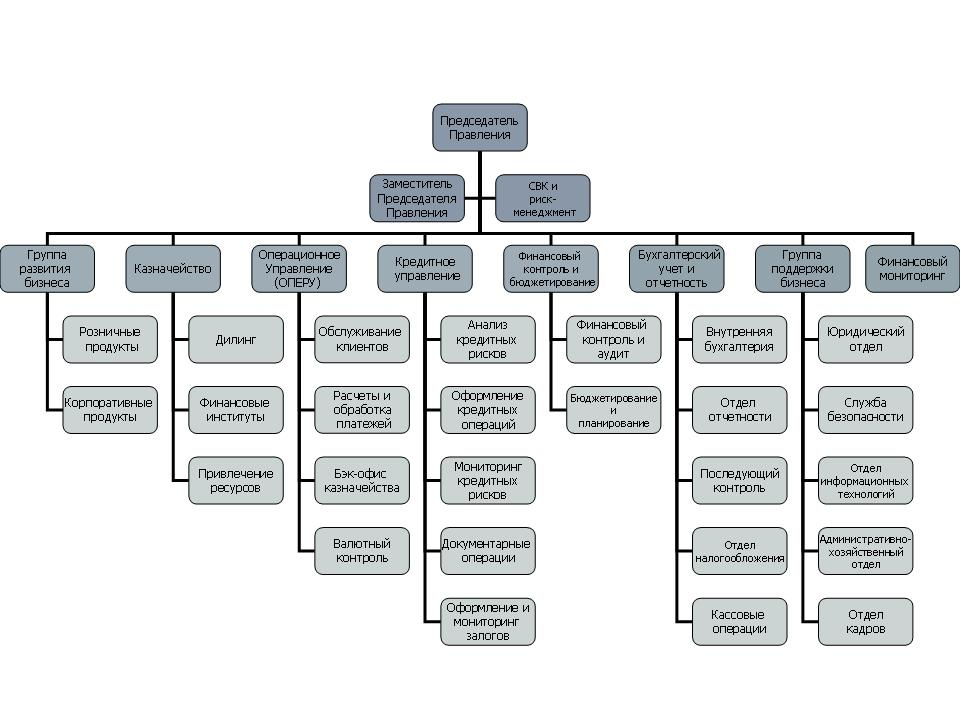 Председатель
Правления
Заместитель
Председателя
Правления
СВК и
риск-
менеджмент
Группа
развития
бизнеса
Казначейство
Операционное
Управление
(ОПЕРУ)
Кредитное
управление
Финансовый
контроль и
бюджетирование
Бухгалтерский
учет и
отчетность
Группа
поддержки
бизнеса
Финансовый
мониторинг
Розничные
продукты
Дилинг
Обслуживание
клиентов
Анализ
кредитных
рисков
Финансовый
контроль и
аудит
Внутренняя
бухгалтерия
Юридический
отдел
Корпоративные
продукты
Финансовые
институты
Расчеты и
обработка
платежей
Оформление
кредитных
операций
Бюджетирование
и
планирование
Отдел
отчетности
Служба
безопасности
Привлечение
ресурсов
Бэк-офис
казначейства
Мониторинг
кредитных
рисков
Последующий
контроль
Отдел
информационных
технологий
Валютный
контроль
Документарные
операции
Отдел
налогообложения
Административно-
хозяйственный
отдел
Оформление и
мониторинг
залогов
Кассовые
операции
Отдел
кадров